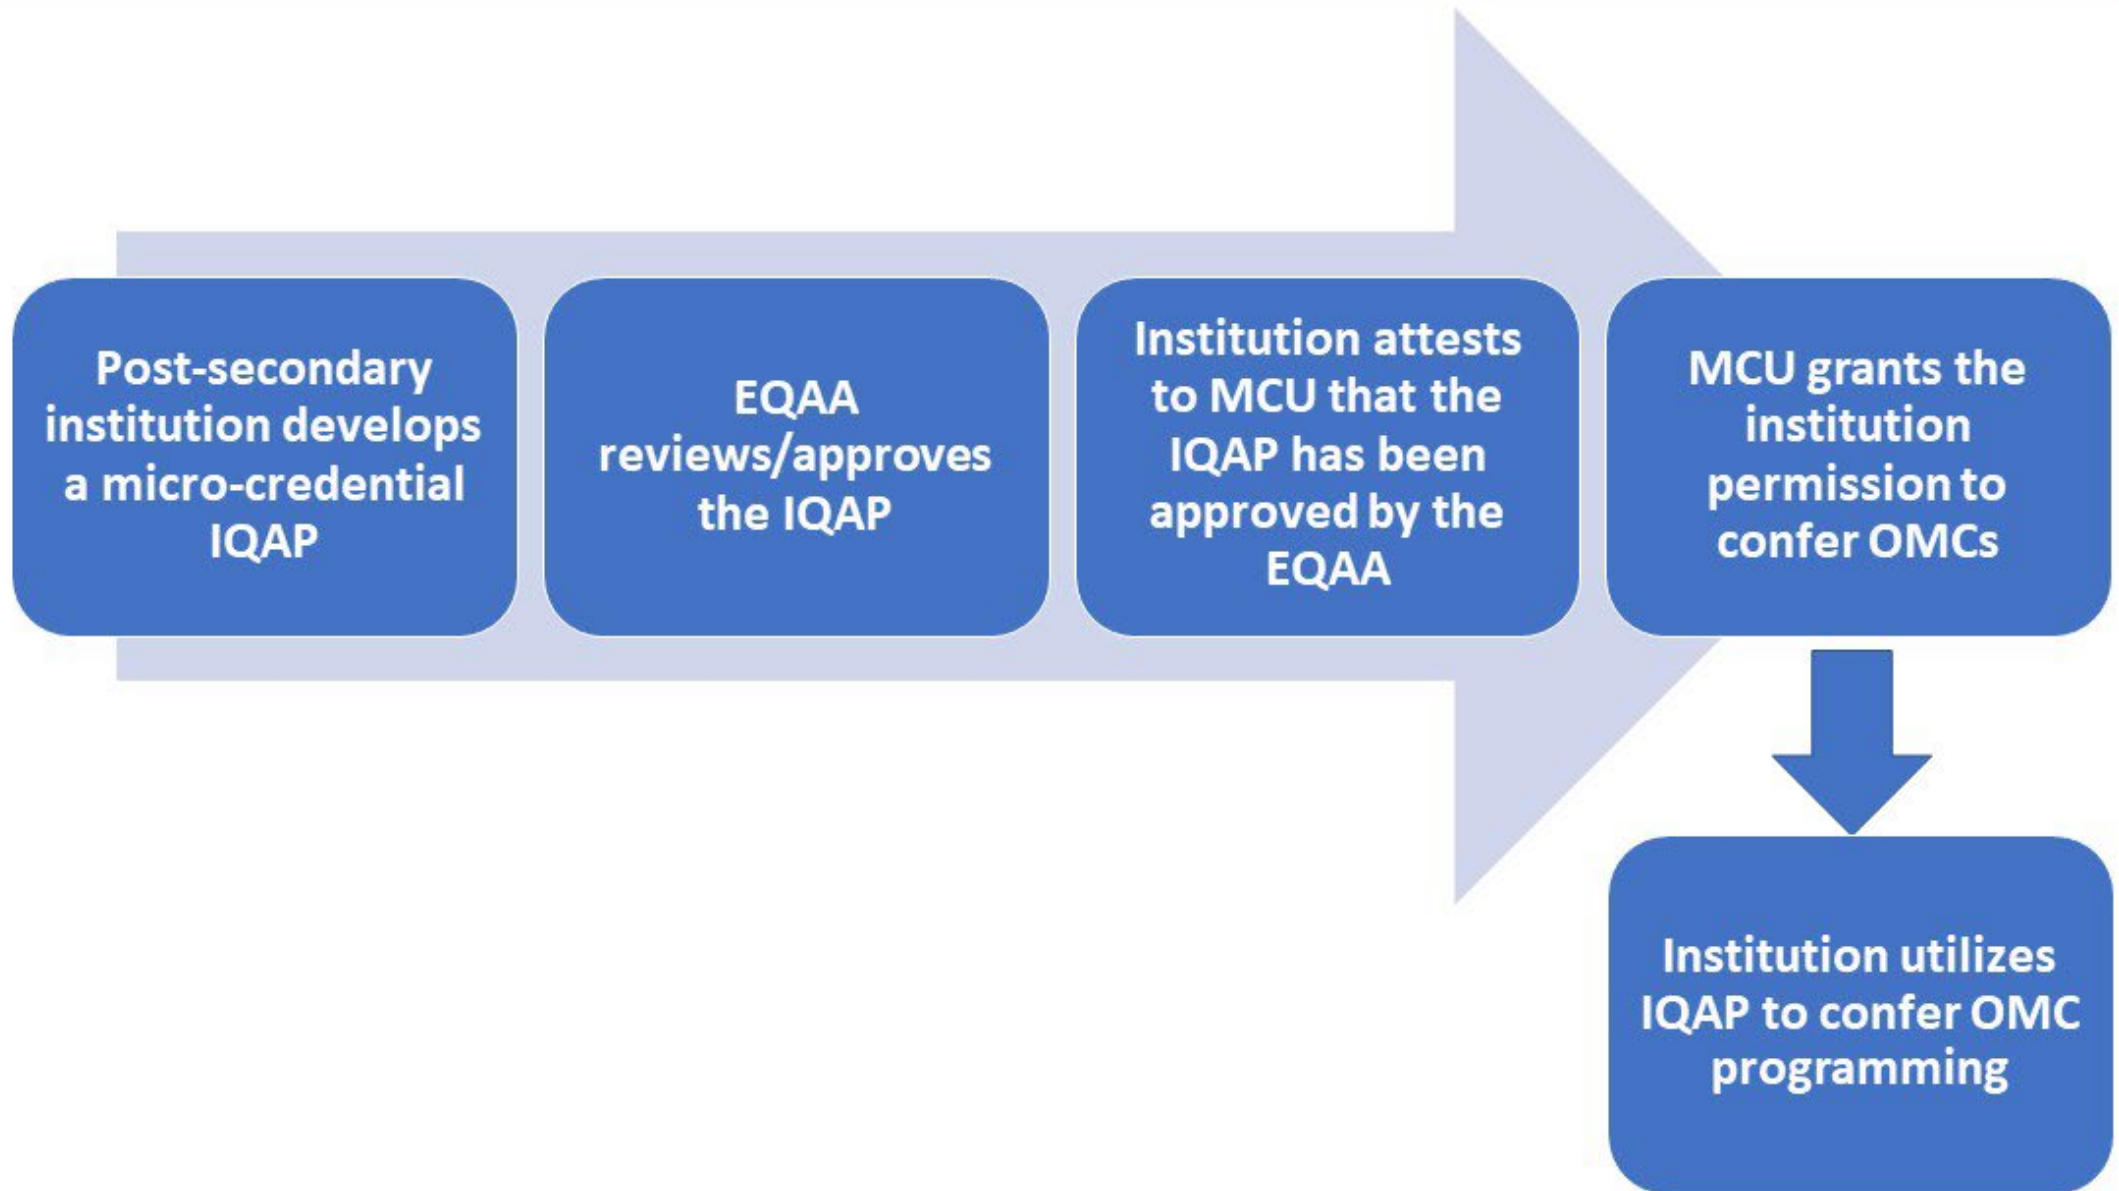 Post-secondary
institution develops
a micro-credential
IQAP
EQAA
reviews/approves
the IQAP
Institution attests
to MCU that the
IQAP has been
approved by the
EQAA
MCU grants the
institution
permission to
confer OMCs
Institution utilizes
IQAP to confer OMC
programming